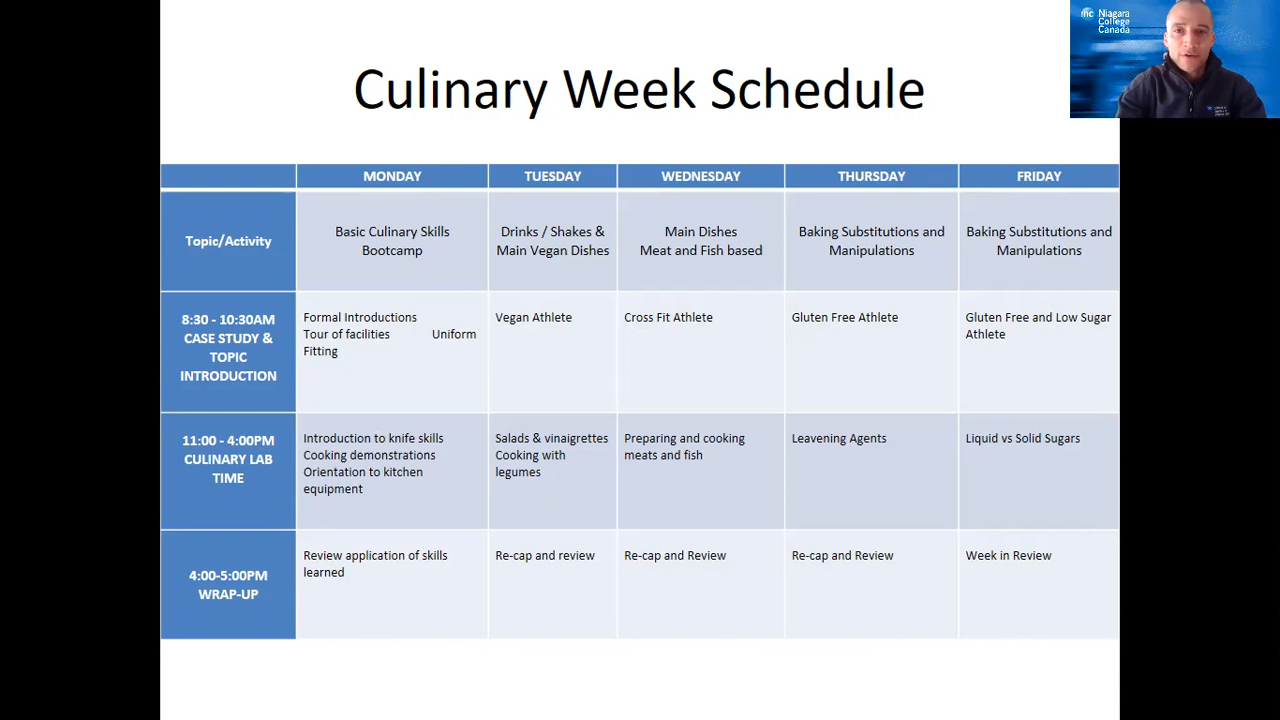 Niagara
College
Canada
Culinary Week Schedule
MONDAY TUESDAY WEDNESDAY THURSDAY FRIDAY
Topic/Activity
Basic Culinary Skills
Bootcamp
Drinks / Shakes &
Main Vegan Dishes
Main Dishes
Meat and Fish based
Baking Substitutions and
Manipulations
Baking Substitutions and
Manipulations
8:30 - 10:30AM
CASE STUDY &
TOPIC
INTRODUCTION
Formal Introductions
Tour of facilities Uniform
Fitting
Vegan Athlete
Cross Fit Athlete
Gluten Free Athlete
Gluten Free and Low Sugar
Athlete
11:00 - 4:00PM
CULINARY LAB
TIME
Introduction to knife skills
Cooking demonstrations
Orientation to kitchen
equipment
Salads & vinaigrettes
Cooking with
legumes
Preparing and cooking
meats and fish
Leavening Agents
Liquid vs Solid Sugars
4:00-5:00PM
WRAP-UP
Review application of skills
learned
Re-cap and review
Re-cap and Review
Re-cap and Review
Week in Review